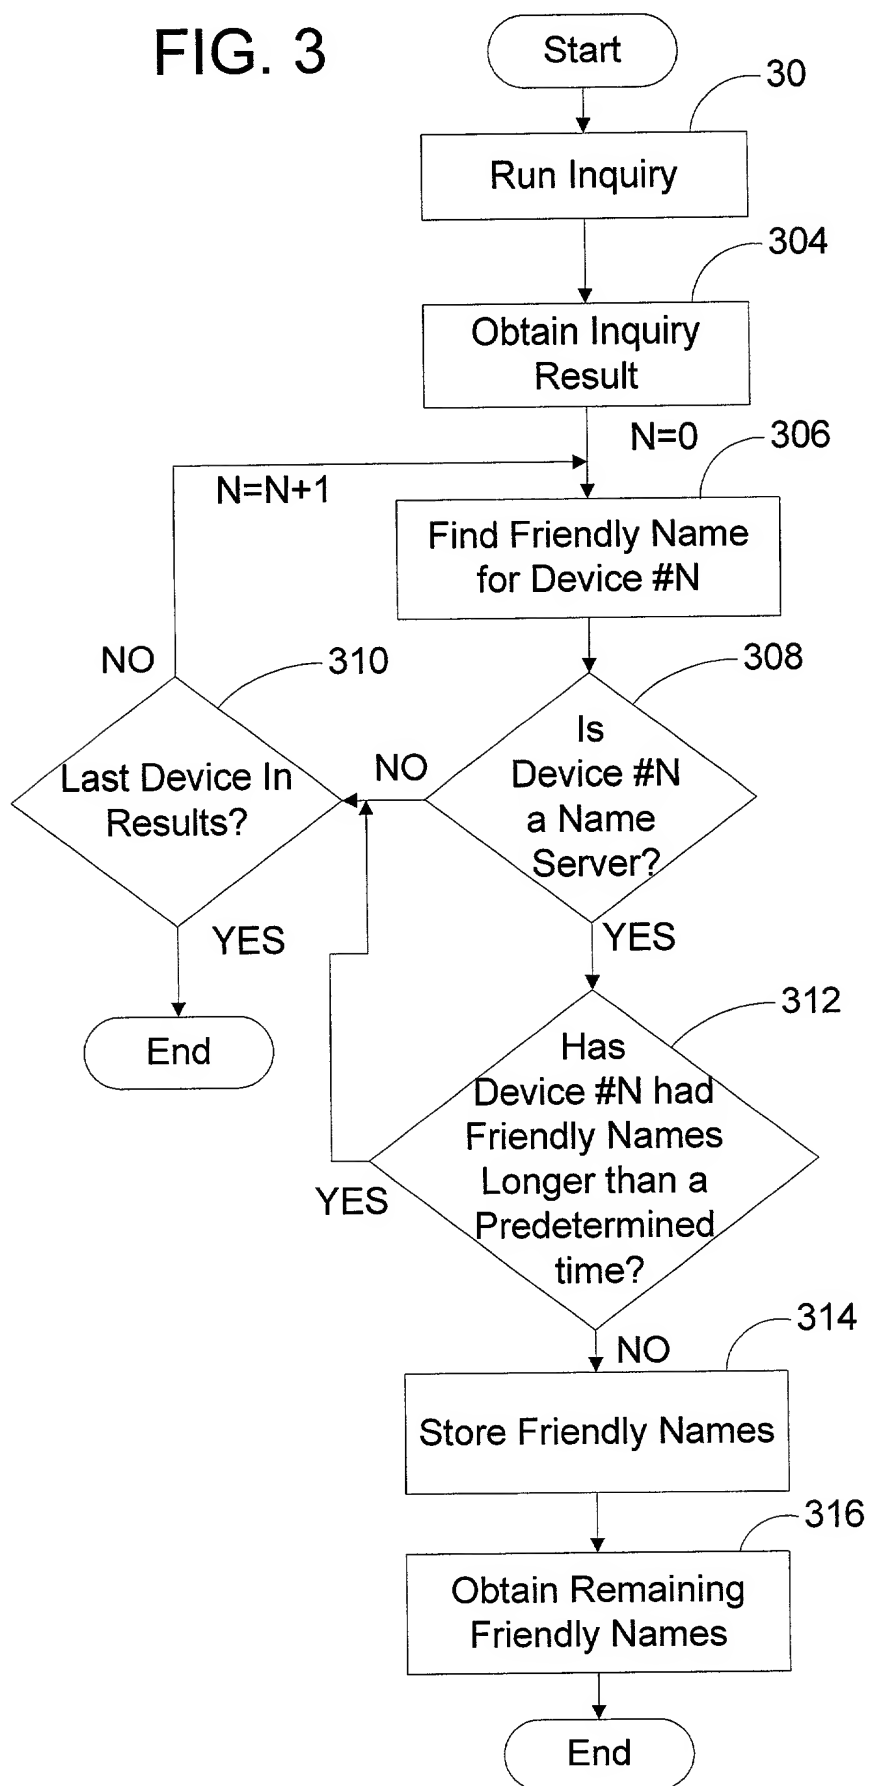 FIG. 3
Start
30
Run Inquiry
304
Obtain Inquiry
Result
N=0
306
N=N+1
Find Friendly Name
for Device #N
NO
310
308
Last Device In
Results?
NO
Is
Device #N
a Name
Server?
YES
YES
End
312
Has
Device #N had
Friendly Names
Longer than a
Predetermined
time?
YES
NO
314
Store Friendly Names
316
Obtain Remaining
Friendly Names
End